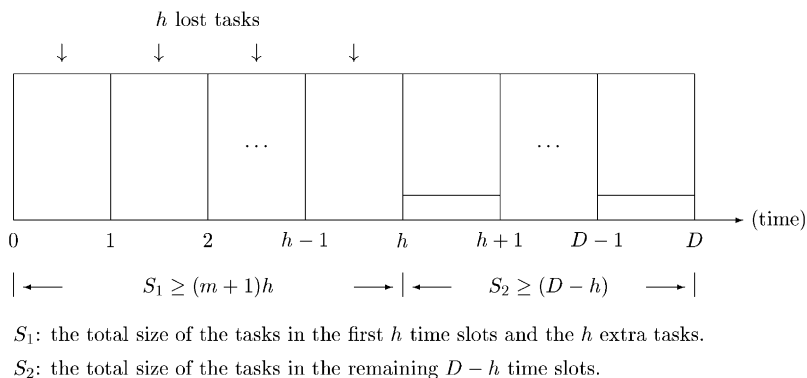 h lost tasks
↓ ↓ ↓ ↓
... ...
(time)
0 1 2 h − 1 h h + 1 D − 1 D
S₁ ≥ (m + 1)h S₂ ≥ (D − h)
S₁: the total size of the tasks in the first h time slots and the h extra tasks.
S₂: the total size of the tasks in the remaining D − h time slots.